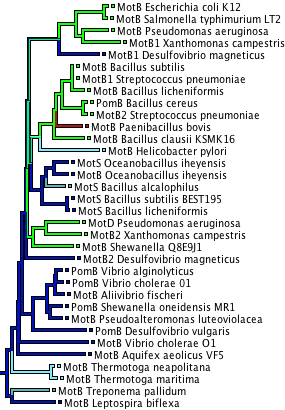 MotB Escherichia coli K12
MotB Salmonella typhimurium LT2
MotB Pseudomonas aeruginosa
MotB1 Xanthomonas campestris
MotB1 Desulfovibrio magneticus
MotB Bacillus subtilis
MotB1 Streptococcus pneumoniae
MotB Bacillus licheniformis
PomB Bacillus cereus
MotB2 Streptococcus pneumoniae
MotB Paenibacillus bovis
MotB Bacillus clausii KSMK16
MotB Helicobacter pylori
MotS Oceanobacillus iheyensis
MotB Oceanobacillus iheyensis
MotS Bacillus alcalophilus
MotS Bacillus subtilis BEST195
MotS Bacillus licheniformis
MotD Pseudomonas aeruginosa
MotB2 Xanthomonas campestris
MotB Shewanella Q8E9J1
MotB2 Desulfovibrio magneticus
PomB Vibrio alginolyticus
PomB Vibrio cholerae 01
MotB Aliivibrio fischeri
PomB Shewanella oneidensis MR1
MotB Pseudoalteromonas luteoviolacea
PomB Desulfovibrio vulgaris
MotB Vibrio cholerae O1
MotB Aquifex aeolicus VF5
MotB Thermotoga neapolitana
MotB Thermotoga maritima
MotB Treponema pallidum
MotB Leptospira biflexa